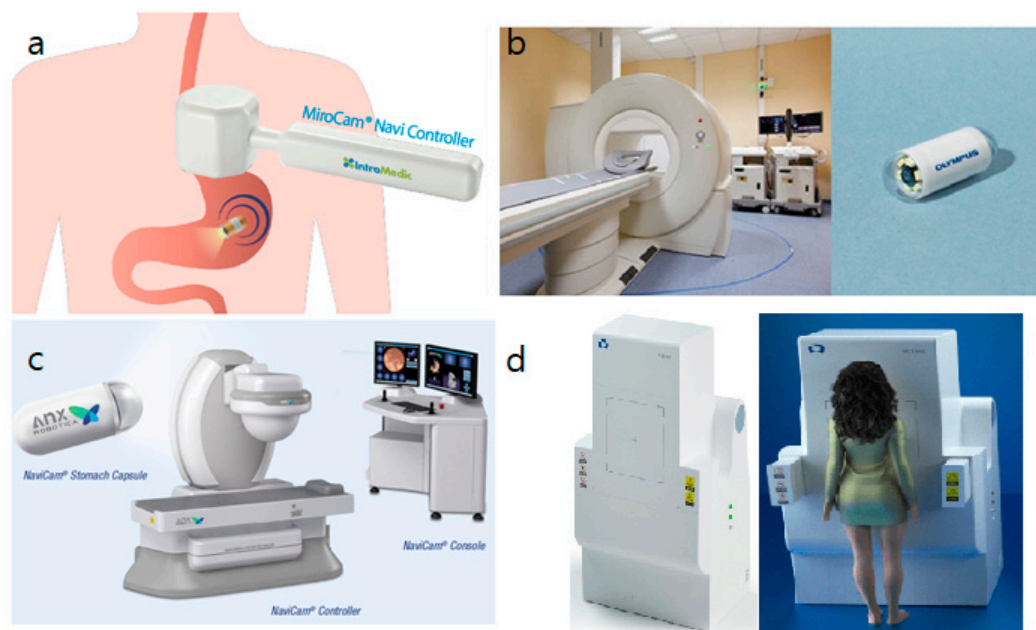 a
MiroCam® Navi Controller
IntroMedic
b
OLYMPUS
c
ANX
ROBOTICA
NaviCam® Stomach Capsule
ANX
NaviCam® Console
NaviCam® Controller
d